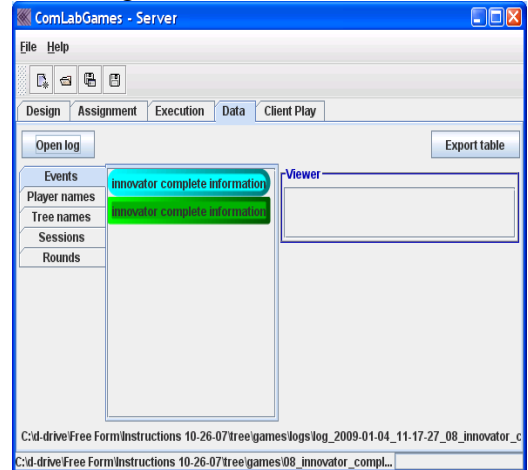 ComLabGames - Server
File Help
Design Assignment Execution Data Client Play
Open log Export table
Events
Player names
Tree names
Sessions
Rounds
innovator complete information
innovator complete information
Viewer
C:\d-drive\Free Form\Instructions 10-26-07\tree\games\logs\log_2009-01-04_11-17-27_08_innovator_c
C:\d-drive\Free Form\Instructions 10-26-07\tree\games\08_innovator_compl...